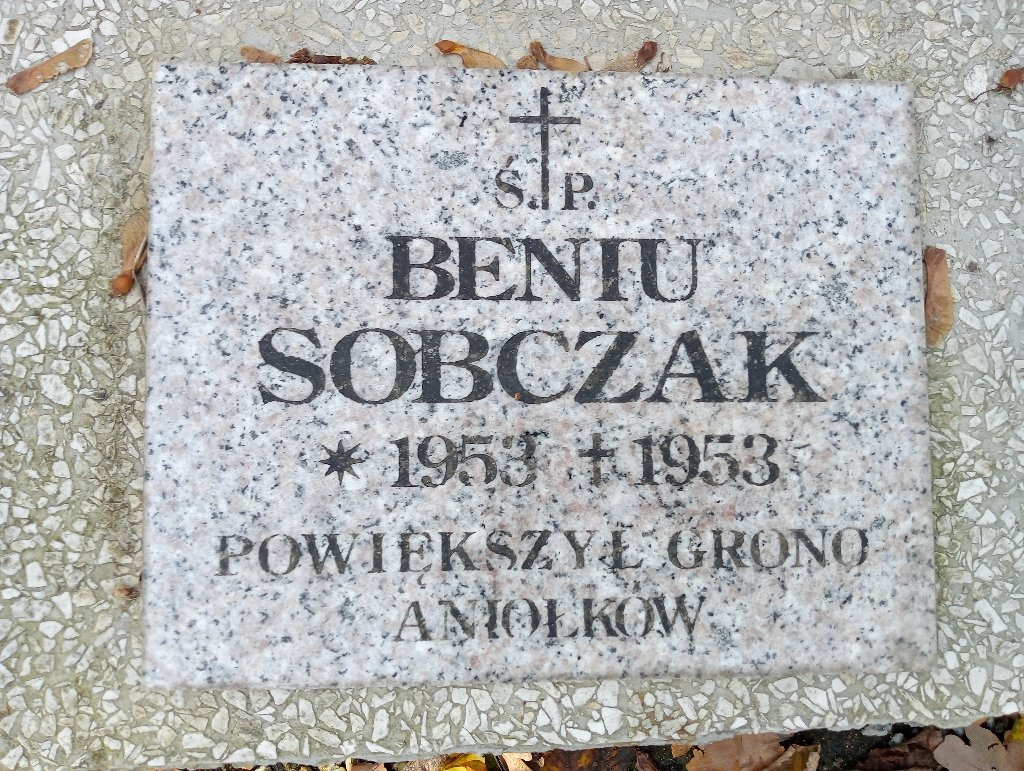 Ś. P.
BENIU
SOBCZAK
* 1953 † 1953
POWIĘKSZYŁ GRONO
ANIOŁKÓW